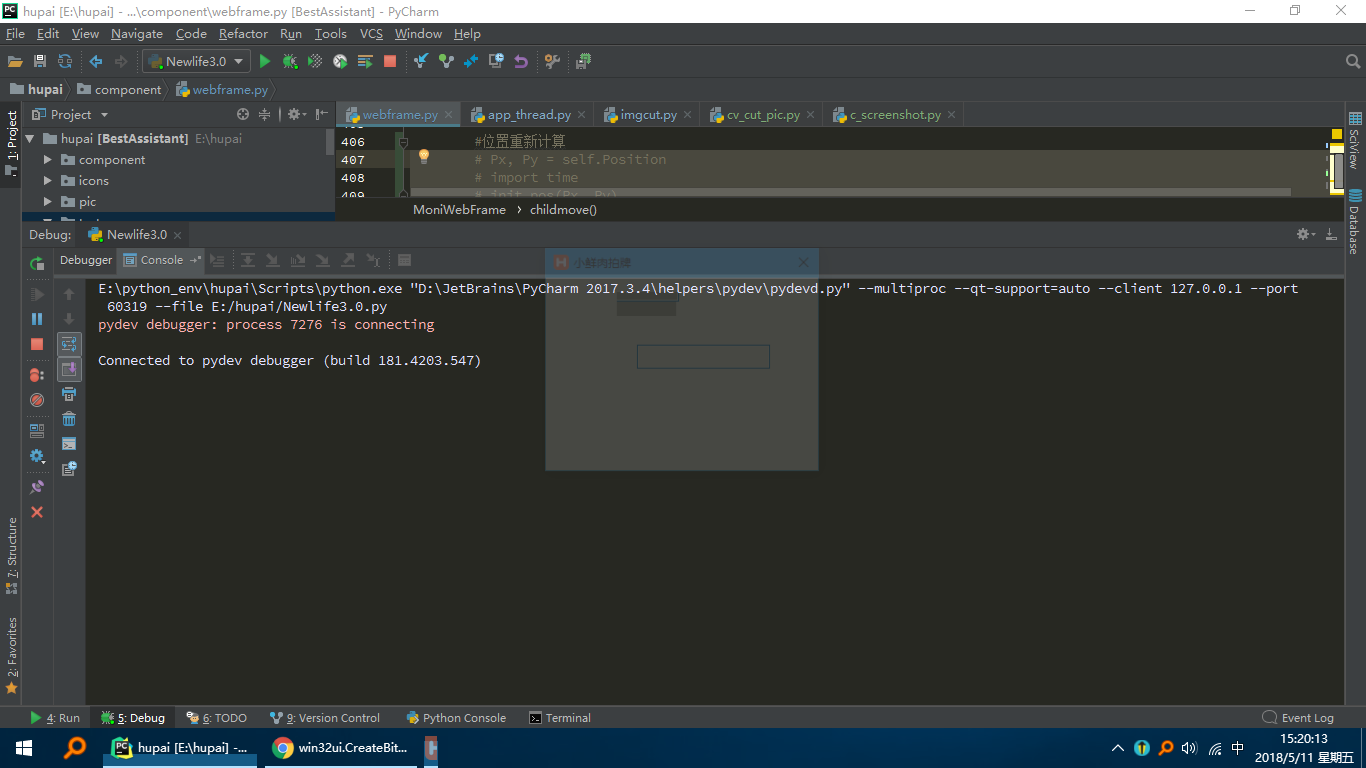 hupai [E:\hupai] - ...\component\webframe.py [BestAssistant] - PyCharm
File Edit View Navigate Code Refactor Run Tools VCS Window Help
Newlife3.0
hupai component webframe.py
1: Project
Project
webframe.py app_thread.py imgcut.py cv_cut_pic.py c_screenshot.py
hupai [BestAssistant] E:\hupai
component
icons
pic
406 #位置重新计算
407 # Px, Py = self.Position
408 # import time
409 # init_pos(Px, Py)
MoniWebFrame childmove()
SciView
Database
Debug: Newlife3.0
Debugger Console
小鲜肉拍牌
E:\python_env\hupai\Scripts\python.exe "D:\JetBrains\PyCharm 2017.3.4\helpers\pydev\pydevd.py" --multiproc --qt-support=auto --client 127.0.0.1 --port
60319 --file E:/hupai/Newlife3.0.py
pydev debugger: process 7276 is connecting
Connected to pydev debugger (build 181.4203.547)
7: Structure
2: Favorites
4: Run 5: Debug 6: TODO 9: Version Control Python Console Terminal Event Log
hupai [E:\hupai] -... win32ui.CreateBit... 中
15:20:13
2018/5/11 星期五